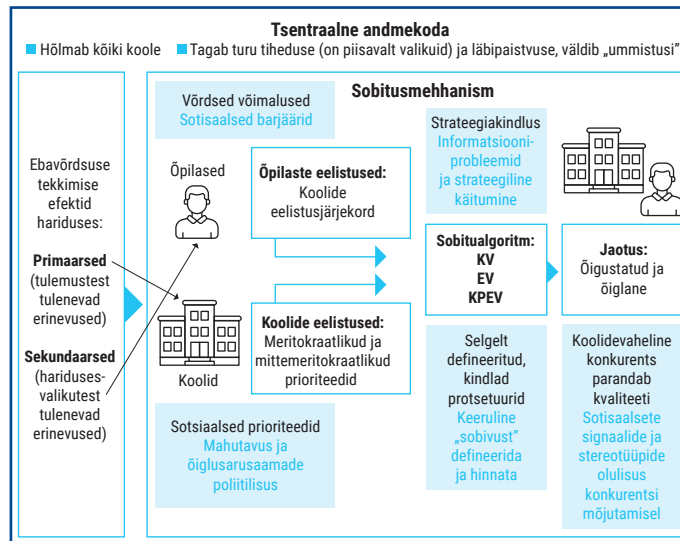 Tsentraalne andmekoda
Hõlmab kõiki koole
Tagab turu tiheduse (on piisavalt valikuid) ja läbipaistvuse, väldib „ummistusi”
Ebavõrdsuse
tekkimise
efektid
hariduses:
Primaarsed
(tulemustest
tulenevad
erinevused)
Sekundaarsed
(hariduses-
valikutest
tulenevad
erinevused)
Sobitusmehhanism
Võrdsed võimalused
Sotisaalsed barjäärid
Õpilased
Õpilaste eelistused:
Koolide
eelistusjärjekord
Koolid
Koolide eelistused:
Meritokraatlikud ja
mittemeritokraatlikud
prioriteedid
Sotsiaalsed prioriteedid
Mahutavus ja
õiglusarusaamade
poliitilisus
Strateegiakindlus
Informatsiooni-
probleemid
ja strateegiline
käitumine
Sobitualgoritm:
KV
EV
KPEV
Selgelt
defineeritud,
kindlad
protsetuurid
Keeruline
„sobivust”
defineerida
ja hinnata
Jaotus:
Õigustatud ja
õiglane
Koolidevaheline
konkurents
parandab
kvaliteeti
Sotisaalsete
signaalide ja
stereotüüpide
olulisus
konkurentsi
mõjutamisel